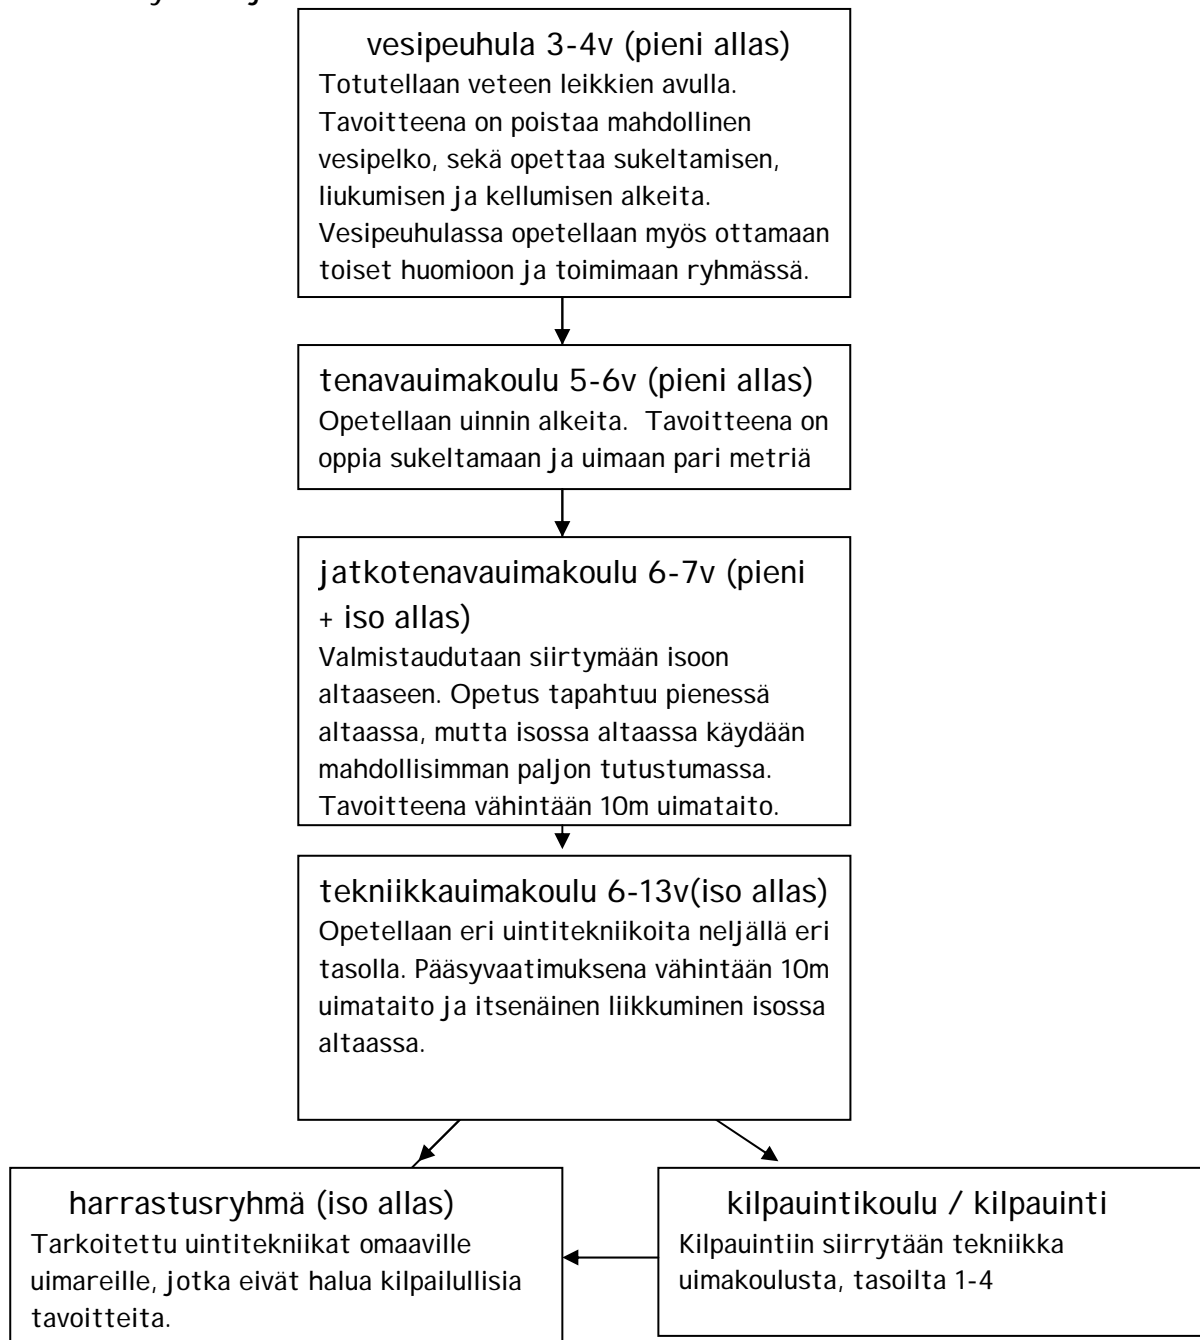 vesipeuhula 3-4v (pieni allas)
Totutellaan veteen leikkien avulla.
Tavoitteena on poistaa mahdollinen
vesipelko, sekä opettaa sukeltamisen,
liukumisen ja kellumisen alkeita.
Vesipeuhulassa opetellaan myös ottamaan
toiset huomioon ja toimimaan ryhmässä.
tenavauimakoulu 5-6v (pieni allas)
Opetellaan uinnin alkeita.  Tavoitteena on
oppia sukeltamaan ja uimaan pari metriä
jatkotenavauimakoulu 6-7v (pieni
+ iso allas)
Valmistaudutaan siirtymään isoon
altaaseen. Opetus tapahtuu pienessä
altaassa, mutta isossa altaassa käydään
mahdollisimman paljon tutustumassa.
Tavoitteena vähintään 10m uimataito.
tekniikkauimakoulu 6-13v(iso allas)
Opetellaan eri uintitekniikoita neljällä eri
tasolla. Pääsyvaatimuksena vähintään 10m
uimataito ja itsenäinen liikkuminen isossa
altaassa.
harrastusryhmä (iso allas)
Tarkoitettu uintitekniikat omaaville
uimareille, jotka eivät halua kilpailullisia
tavoitteita.
kilpauintikoulu / kilpauinti
Kilpauintiin siirrytään tekniikka
uimakoulusta, tasoilta 1-4